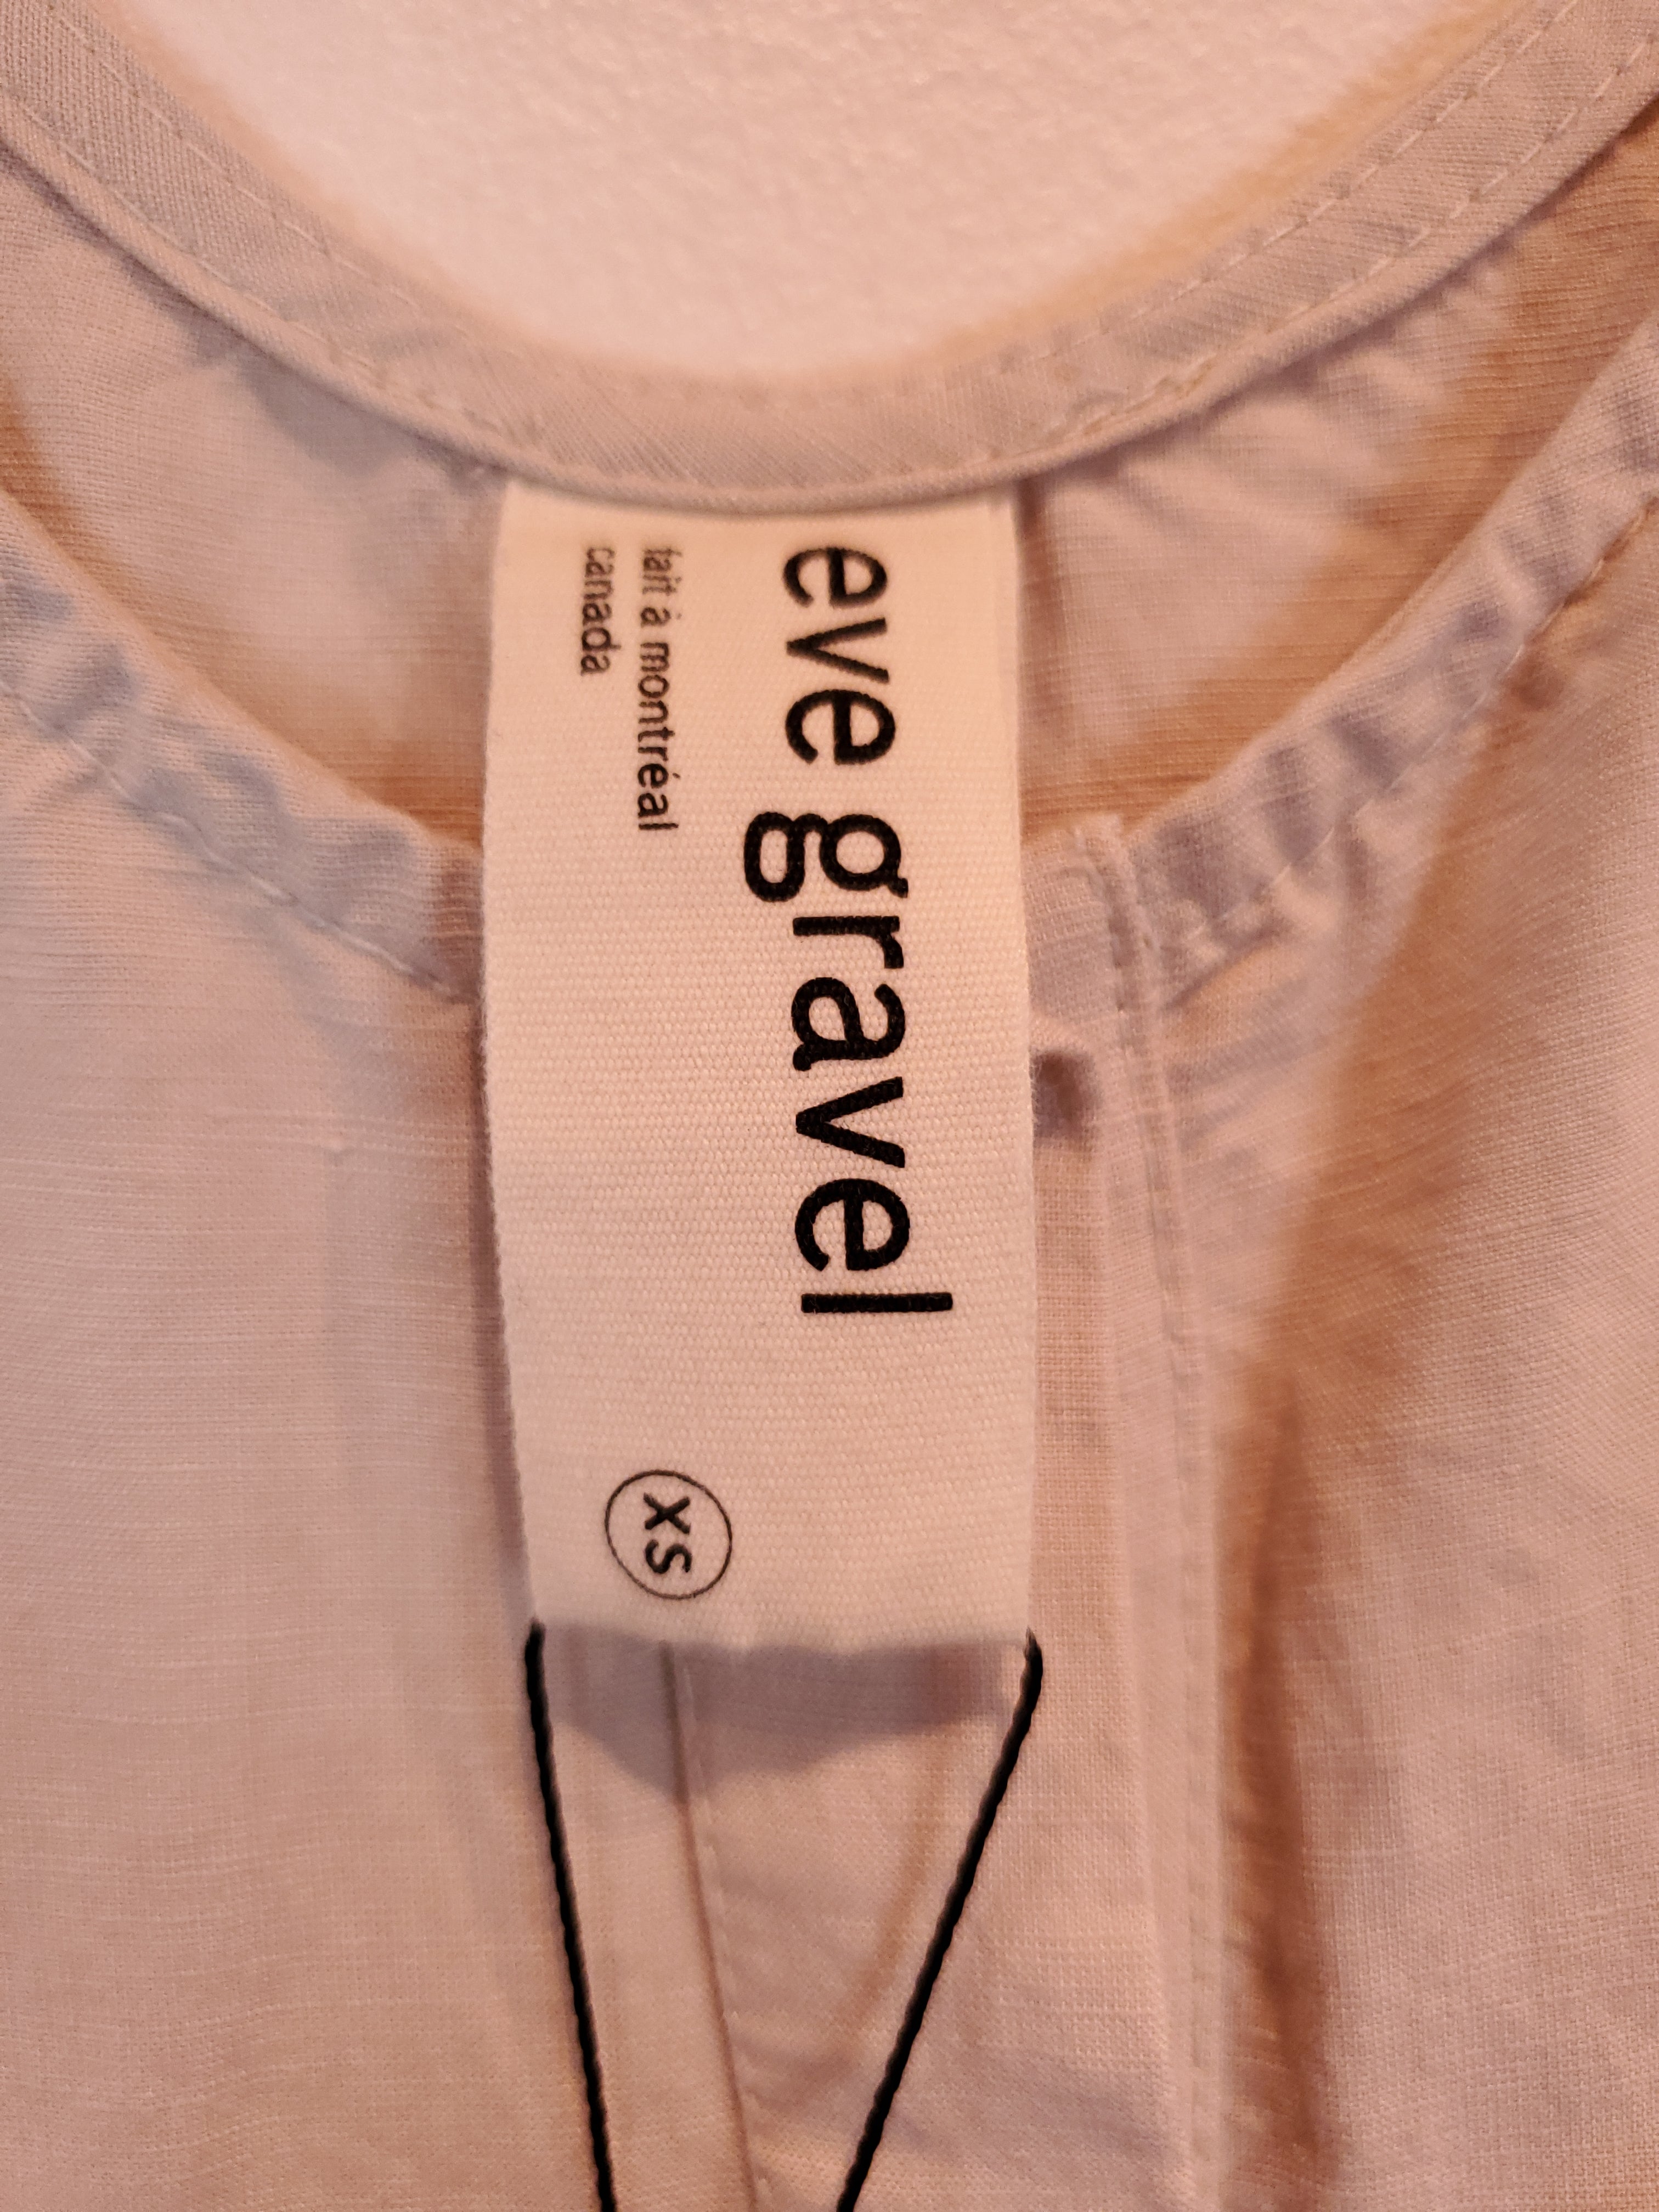 eve gravel
fait à montréal
canada
xs